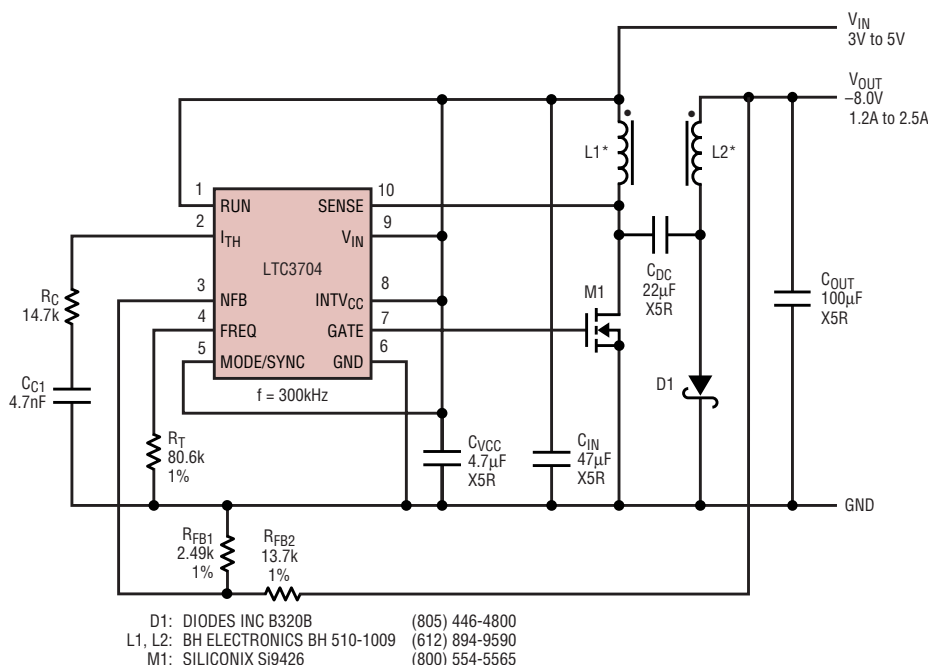 VIN
3V to 5V
VOUT
–8.0V
1.2A to 2.5A
L1*
L2*
1
RUN
SENSE
10
2
ITH
VIN
9
LTC3704
3
NFB
INTVCC
8
4
FREQ
GATE
7
5
MODE/SYNC
GND
6
f = 300kHz
RC
14.7k
CC1
4.7nF
RT
80.6k
1%
CVCC
4.7µF
X5R
CIN
47µF
X5R
M1
CDC
22µF
X5R
D1
COUT
100µF
X5R
GND
RFB1
2.49k
1%
RFB2
13.7k
1%
D1: DIODES INC B320B (805) 446-4800
L1, L2: BH ELECTRONICS BH 510-1009 (612) 894-9590
M1: SILICONIX Si9426 (800) 554-5565